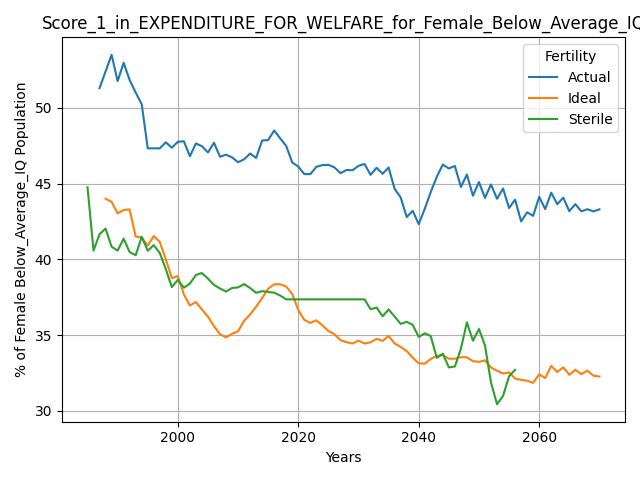 Score_1_in_EXPENDITURE_FOR_WELFARE_for_Female_Below_Average_IQ
% of Female Below_Average_IQ Population
50
45
40
35
30
Fertility
Actual
Ideal
Sterile
2000
2020
2040
2060
Years